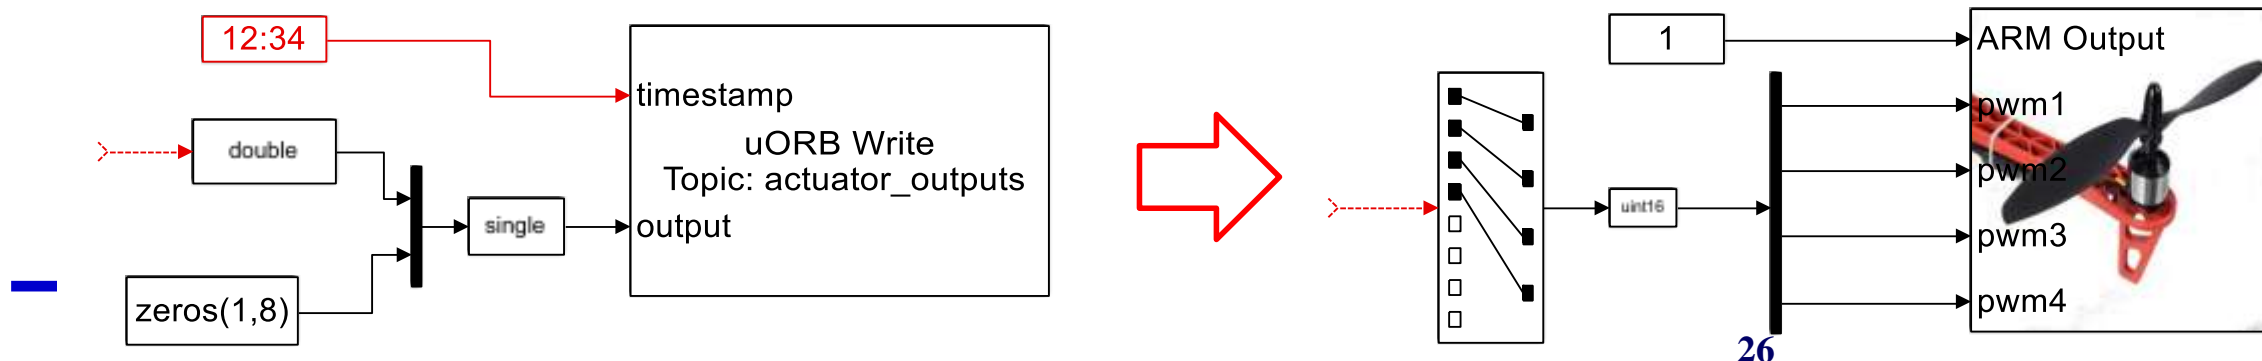 12:34
timestamp
double
uORB Write
Topic: actuator_outputs
single
output
zeros(1,8)
1
ARM Output
pwm1
pwm2
uint16
pwm3
pwm4
26